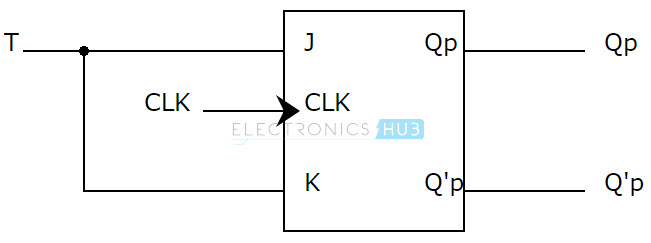 T J Qp Qp
CLK CLK
ELECTRONICS HUB
K Q'p Q'p